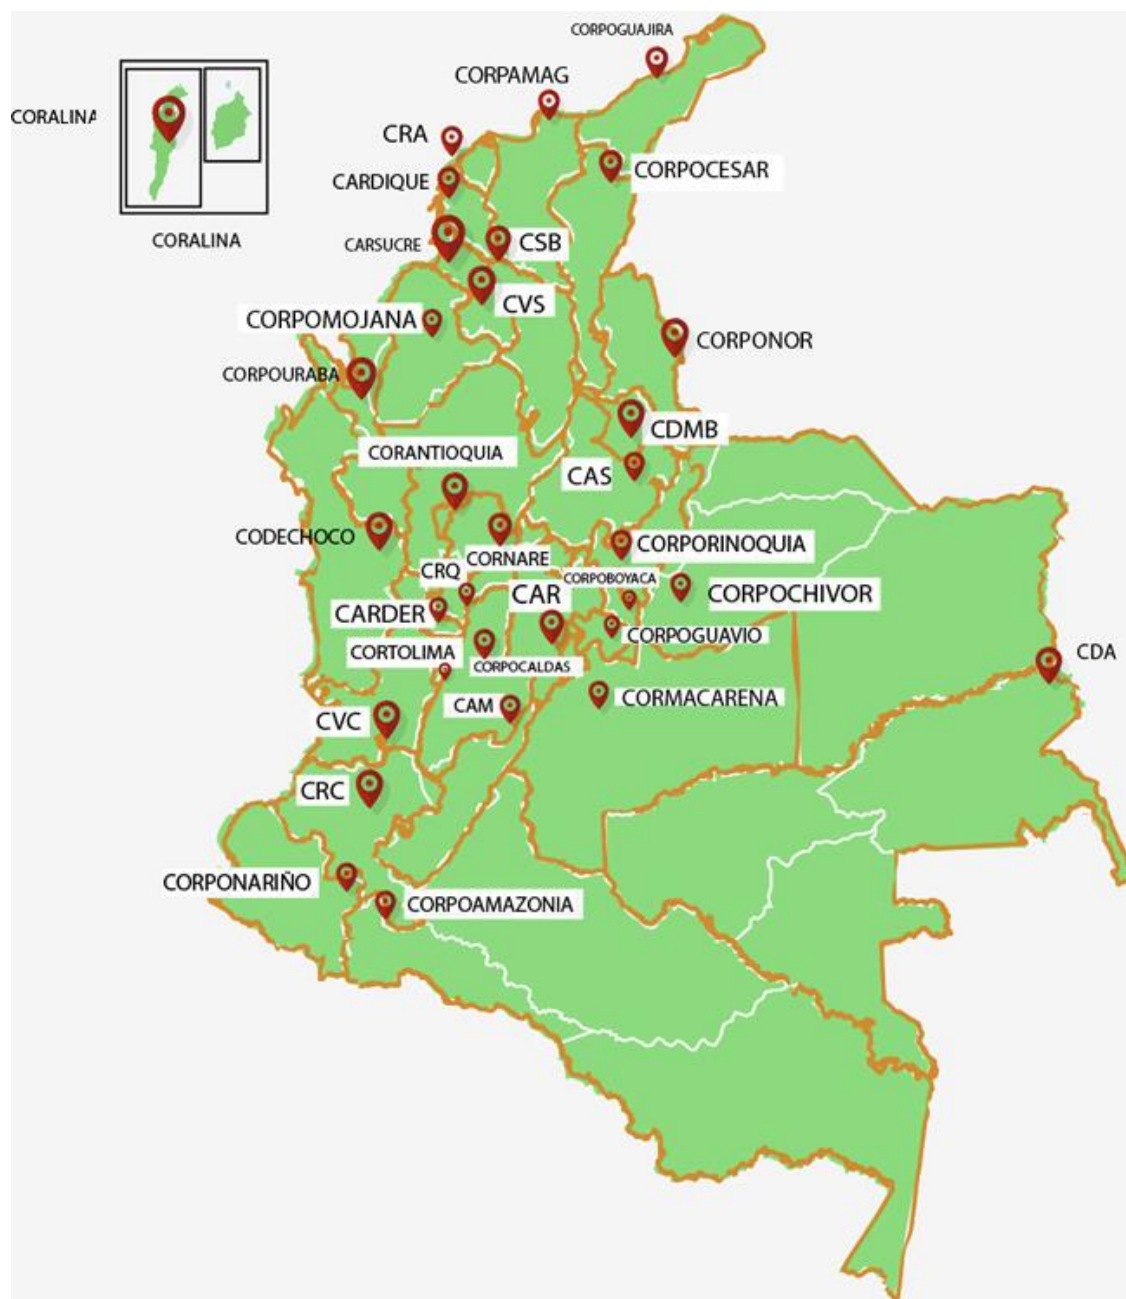 CORPOGUAJIRA
CORPAMAG
CORALINA
CRA
CORPOCESAR
CARDIQUE
CORALINA
CARSUCRE
CSB
CVS
CORPOMOJANA
CORPONOR
CORPOURABA
CDMB
CORANTIOQUIA
CAS
CODECHOCO
CORPORINOQUIA
CORNARE
CRQ
CORPOBOYACA
CAR
CORPOCHIVOR
CARDER
CORPOGUAVIO
CORTOLIMA
CDA
CORPOCALDAS
CORMACARENA
CAM
CVC
CRC
CORPONARIÑO
CORPOAMAZONIA